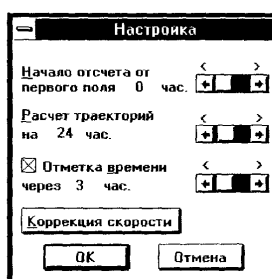 Настройка
Начало отсчета от
первого поля 0 час.
< >
Расчет траекторий
на 24 час.
< >
Отметка времени
через 3 час.
< >
Коррекция скорости
OK Отмена